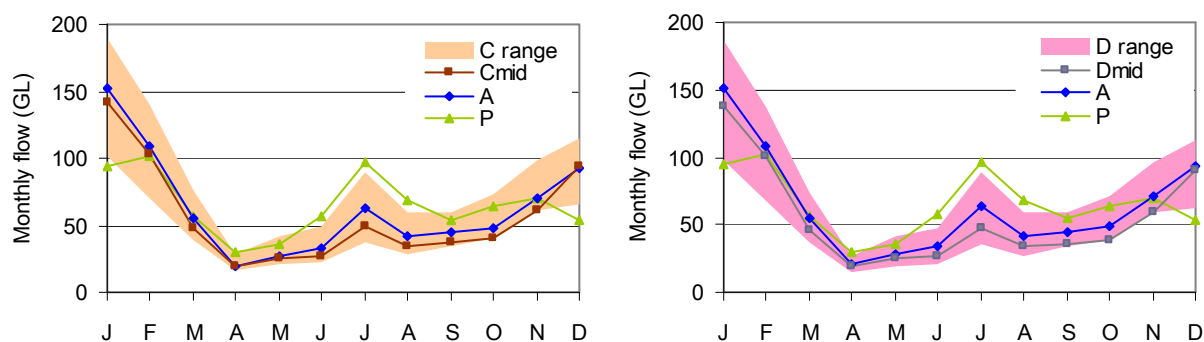 Monthly flow (GL)
200
150
100
50
0
J F M A M J J A S O N D
C range
Cmid
A
P
Monthly flow (GL)
200
150
100
50
0
J F M A M J J A S O N D
D range
Dmid
A
P